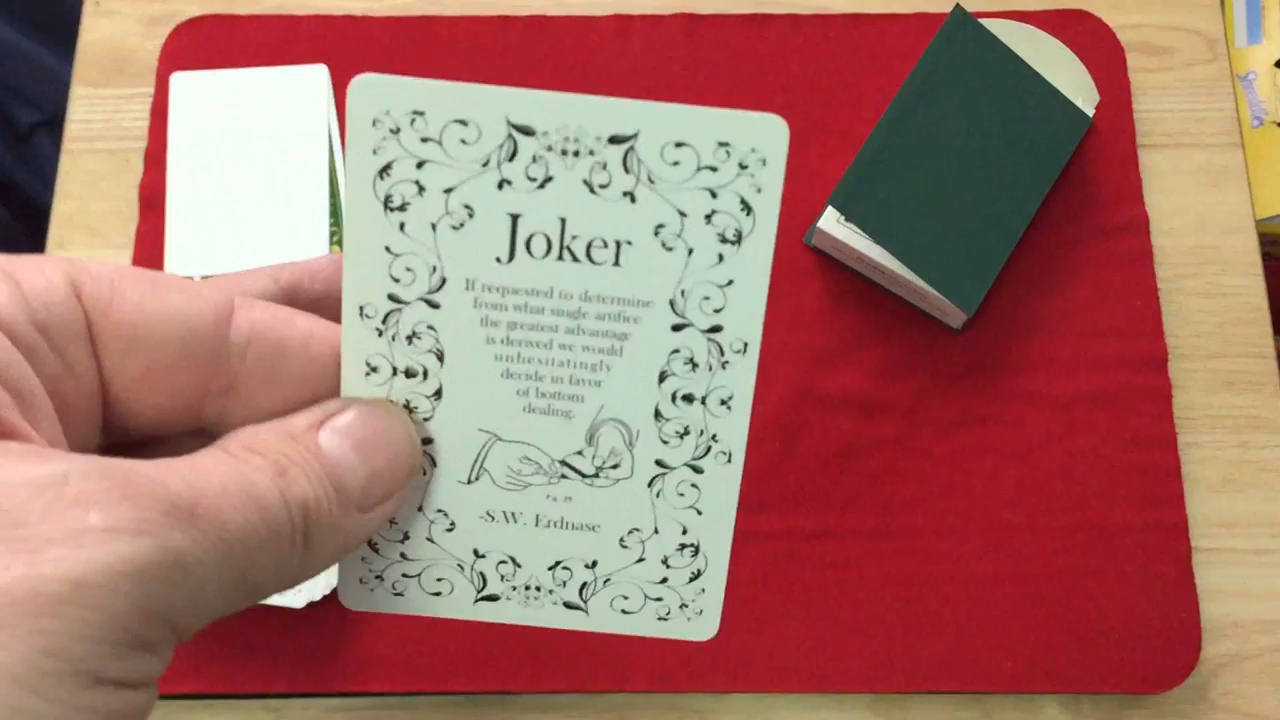 Joker
If requested to determine
from what single artifice
the greatest advantage
is derived we would
unhesitatingly
decide in favor
of bottom
dealing.
-S.W. Erdnase